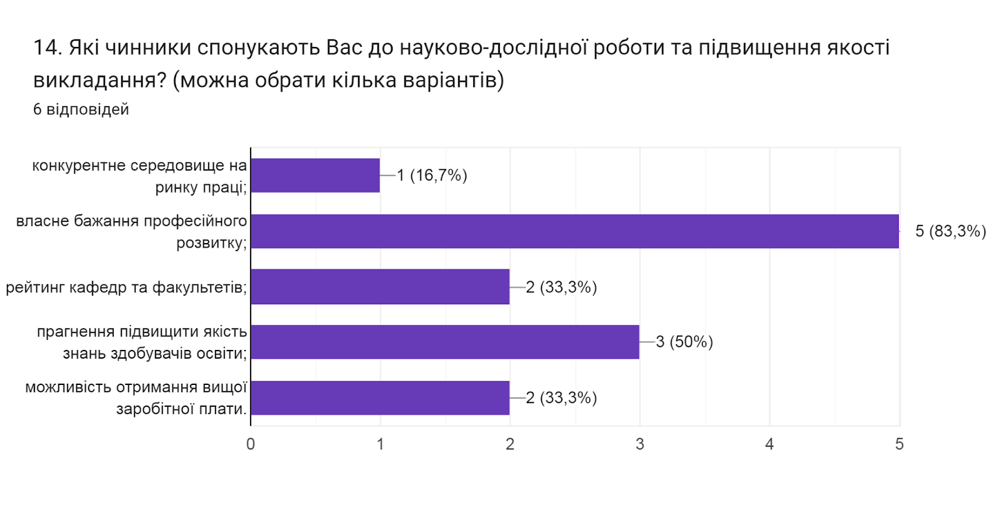 14. Які чинники спонукають Вас до науково-дослідної роботи та підвищення якості
викладання? (можна обрати кілька варіантів)
6 відповідей
конкурентне середовище на
ринку праці;
1 (16,7%)
власне бажання професійного
розвитку;
5 (83,3%)
рейтинг кафедр та факультетів;
2 (33,3%)
прагнення підвищити якість
знань здобувачів освіти;
3 (50%)
можливість отримання вищої
заробітної плати.
2 (33,3%)
0 1 2 3 4 5